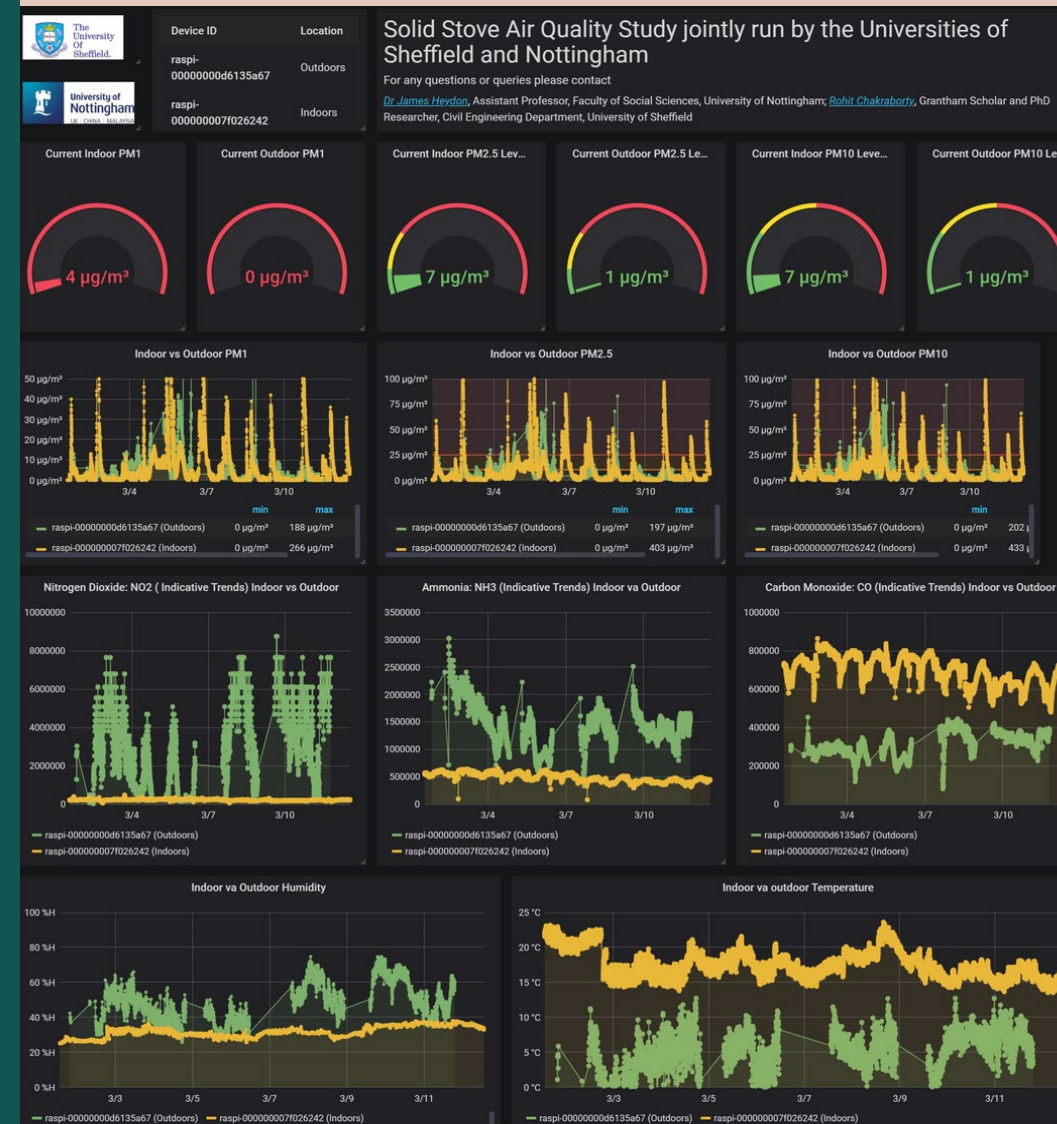 The
University
Of
Sheffield.
University of
Nottingham
UK | CHINA | MALAYSIA
Device ID Location
raspi-
00000000d6135a67 Outdoors
raspi-
000000007f026242 Indoors
Solid Stove Air Quality Study jointly run by the Universities of
Sheffield and Nottingham
For any questions or queries please contact
Dr James Heydon, Assistant Professor, Faculty of Social Sciences, University of Nottingham; Rohit Chakraborty, Grantham Scholar and PhD
Researcher, Civil Engineering Department, University of Sheffield
Current Indoor PM1
4 µg/m³
Current Outdoor PM1
0 µg/m³
Current Indoor PM2.5 Lev...
7 µg/m³
Current Outdoor PM2.5 Le...
1 µg/m³
Current Indoor PM10 Leve...
7 µg/m³
Current Outdoor PM10 Le
1 µg/m³
Indoor vs Outdoor PM1
50 µg/m³
40 µg/m³
30 µg/m³
20 µg/m³
10 µg/m³
0 µg/m³
3/4 3/7 3/10
min max
raspi-00000000d6135a67 (Outdoors) 0 µg/m³ 188 µg/m³
raspi-000000007f026242 (Indoors) 0 µg/m³ 266 µg/m³
Indoor vs Outdoor PM2.5
100 µg/m³
75 µg/m³
50 µg/m³
25 µg/m³
0 µg/m³
3/4 3/7 3/10
min max
raspi-00000000d6135a67 (Outdoors) 0 µg/m³ 197 µg/m³
raspi-000000007f026242 (Indoors) 0 µg/m³ 403 µg/m³
Indoor vs Outdoor PM10
100 µg/m³
75 µg/m³
50 µg/m³
25 µg/m³
0 µg/m³
3/4 3/7 3/10
min
raspi-00000000d6135a67 (Outdoors) 0 µg/m³ 202
raspi-000000007f026242 (Indoors) 0 µg/m³ 433
Nitrogen Dioxide: NO2 ( Indicative Trends) Indoor vs Outdoor
10000000
8000000
6000000
4000000
2000000
0
3/4 3/7 3/10
raspi-00000000d6135a67 (Outdoors)
raspi-000000007f026242 (Indoors)
Ammonia: NH3 (Indicative Trends) Indoor va Outdoor
3500000
3000000
2500000
2000000
1500000
1000000
500000
0
3/4 3/7 3/10
raspi-00000000d6135a67 (Outdoors)
raspi-000000007f026242 (Indoors)
Carbon Monoxide: CO (Indicative Trends) Indoor vs Outdoor
1000000
800000
600000
400000
200000
0
3/4 3/7 3/10
raspi-00000000d6135a67 (Outdoors)
raspi-000000007f026242 (Indoors)
Indoor va Outdoor Humidity
100 %H
80 %H
60 %H
40 %H
20 %H
0 %H
3/3 3/5 3/7 3/9 3/11
raspi-00000000d6135a67 (Outdoors) raspi-000000007f026242 (Indoors)
Indoor va outdoor Temperature
25 °C
20 °C
15 °C
10 °C
5 °C
0 °C
3/3 3/5 3/7 3/9 3/11
raspi-00000000d6135a67 (Outdoors) raspi-000000007f026242 (Indoors)